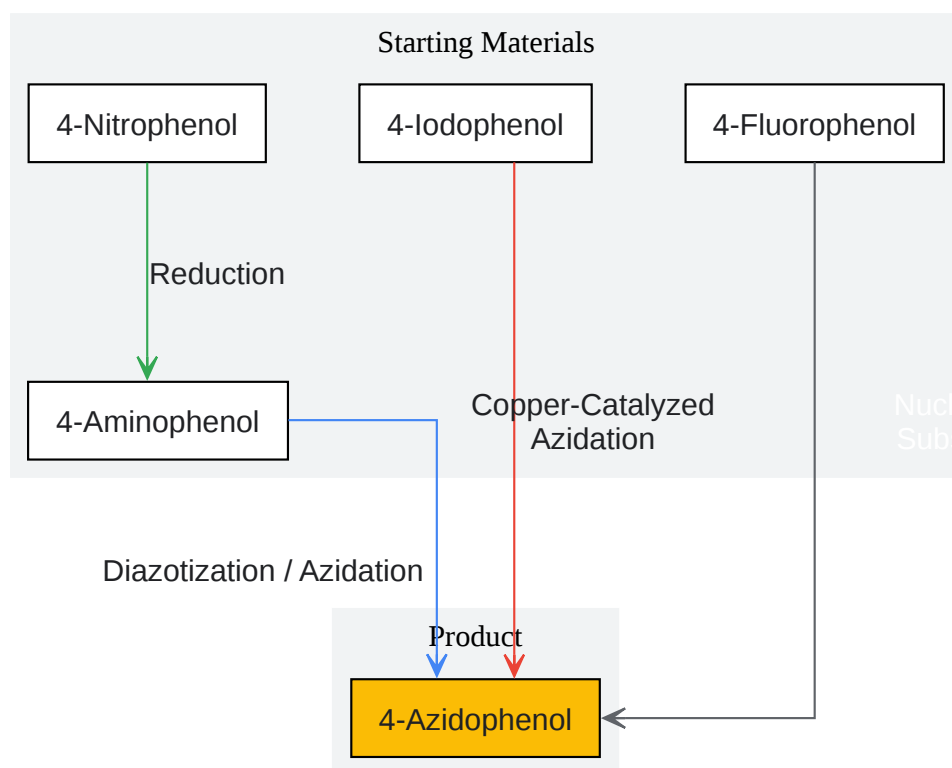 Starting Materials
4-Nitrophenol
4-Iodophenol
4-Fluorophenol
Reduction
4-Aminophenol
Copper-Catalyzed
Azidation
Diazotization / Azidation
Product
4-Azidophenol